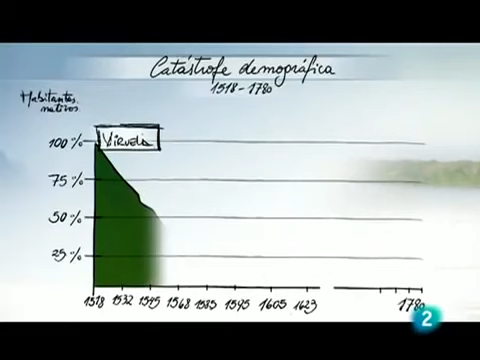 Catástrofe demográfica
1518-1780
Habitantes
nativos
100%
Viruela
75%
50%
25%
1518 1532 1545 1568 1585 1595 1605 1623 1780
2